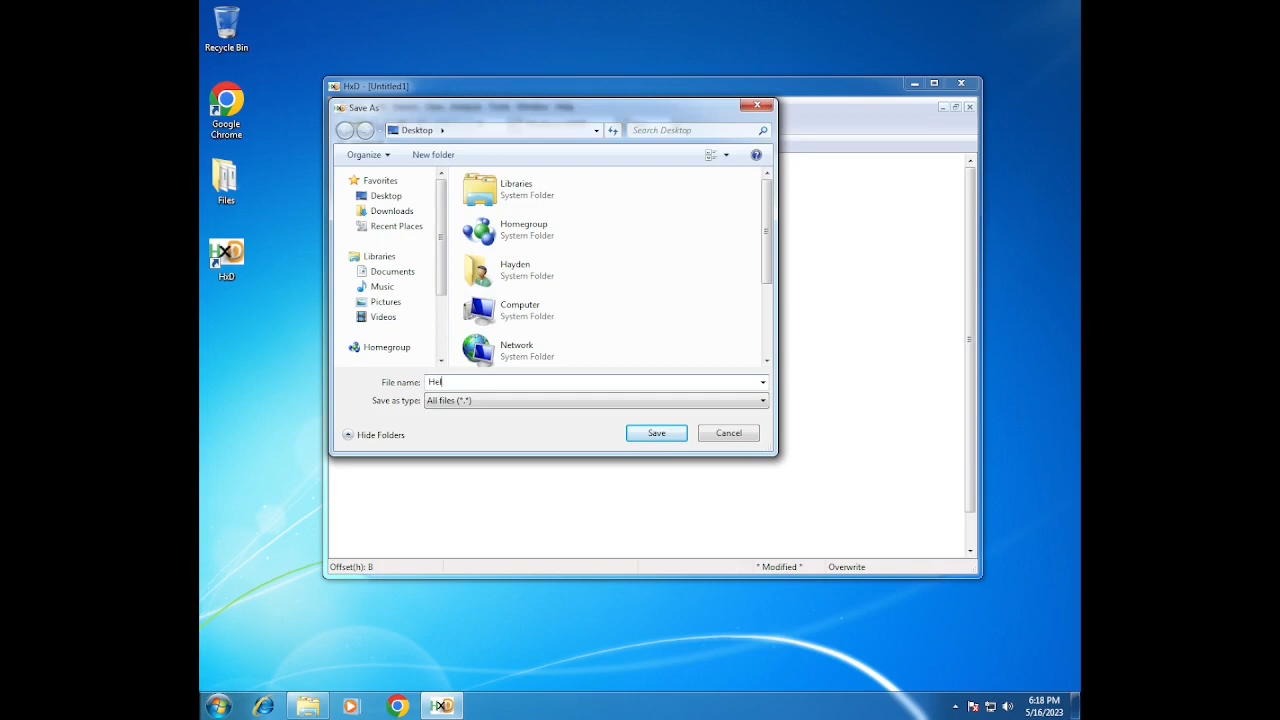 Recycle Bin
Google
Chrome
Files
HxD
HxD - [Untitled1]
Save As
Desktop
Search Desktop
Organize
New folder
Favorites
Desktop
Downloads
Recent Places
Libraries
Documents
Music
Pictures
Videos
Homegroup
Libraries
System Folder
Homegroup
System Folder
Hayden
System Folder
Computer
System Folder
Network
System Folder
File name: Hel
Save as type: All files (*.*)
Hide Folders
Save
Cancel
Offset(h): B
* Modified *
Overwrite
6:18 PM
5/16/2023